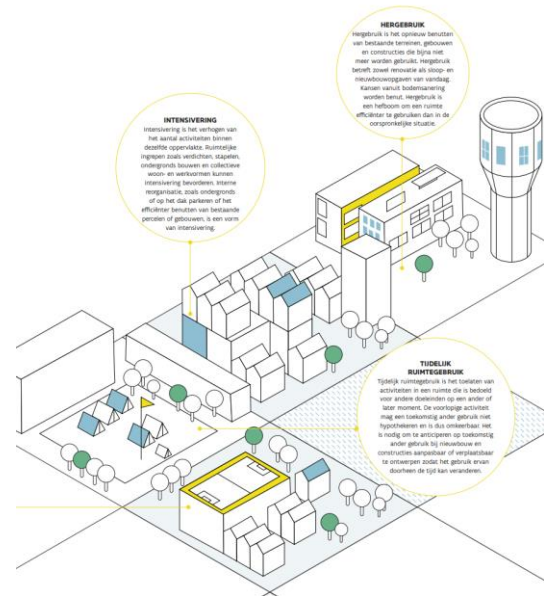 HERGEBRUIK
Hergebruik is het opnieuw benutten
van bestaande terreinen, gebouwen
en constructies die bijna niet
meer worden gebruikt. Hergebruik
betreft zowel renovatie als sloop- en
nieuwbouwopgaven van vandaag.
Kansen vanuit bodemsanering
worden benut. Hergebruik is
een hefboom om een ruimte
efficiënter te gebruiken dan in de
oorspronkelijke situatie.
INTENSIVERING
Intensivering is het verhogen van
het aantal activiteiten binnen
dezelfde oppervlakte. Ruimtelijke
ingrepen zoals verdichten, stapelen,
ondergronds bouwen en collectieve
woon- en werkvormen kunnen
intensivering bevorderen. Interne
reorganisatie, zoals ondergronds
of op het dak parkeren of het
efficiënter benutten van bestaande
percelen of gebouwen, is een vorm
van intensivering.
TIJDELIJK
RUIMTEGEBRUIK
Tijdelijk ruimtegebruik is het toelaten van
activiteiten in een ruimte die is bedoeld
voor andere doeleinden op een ander of
later moment. De voorlopige activiteit
mag een toekomstig ander gebruik niet
hypothekeren en is dus omkeerbaar. Het
is nodig om te anticiperen op toekomstig
ander gebruik bij nieuwbouw en
constructies aanpasbaar of verplaatsbaar
te ontwerpen zodat het gebruik ervan
doorheen de tijd kan veranderen.